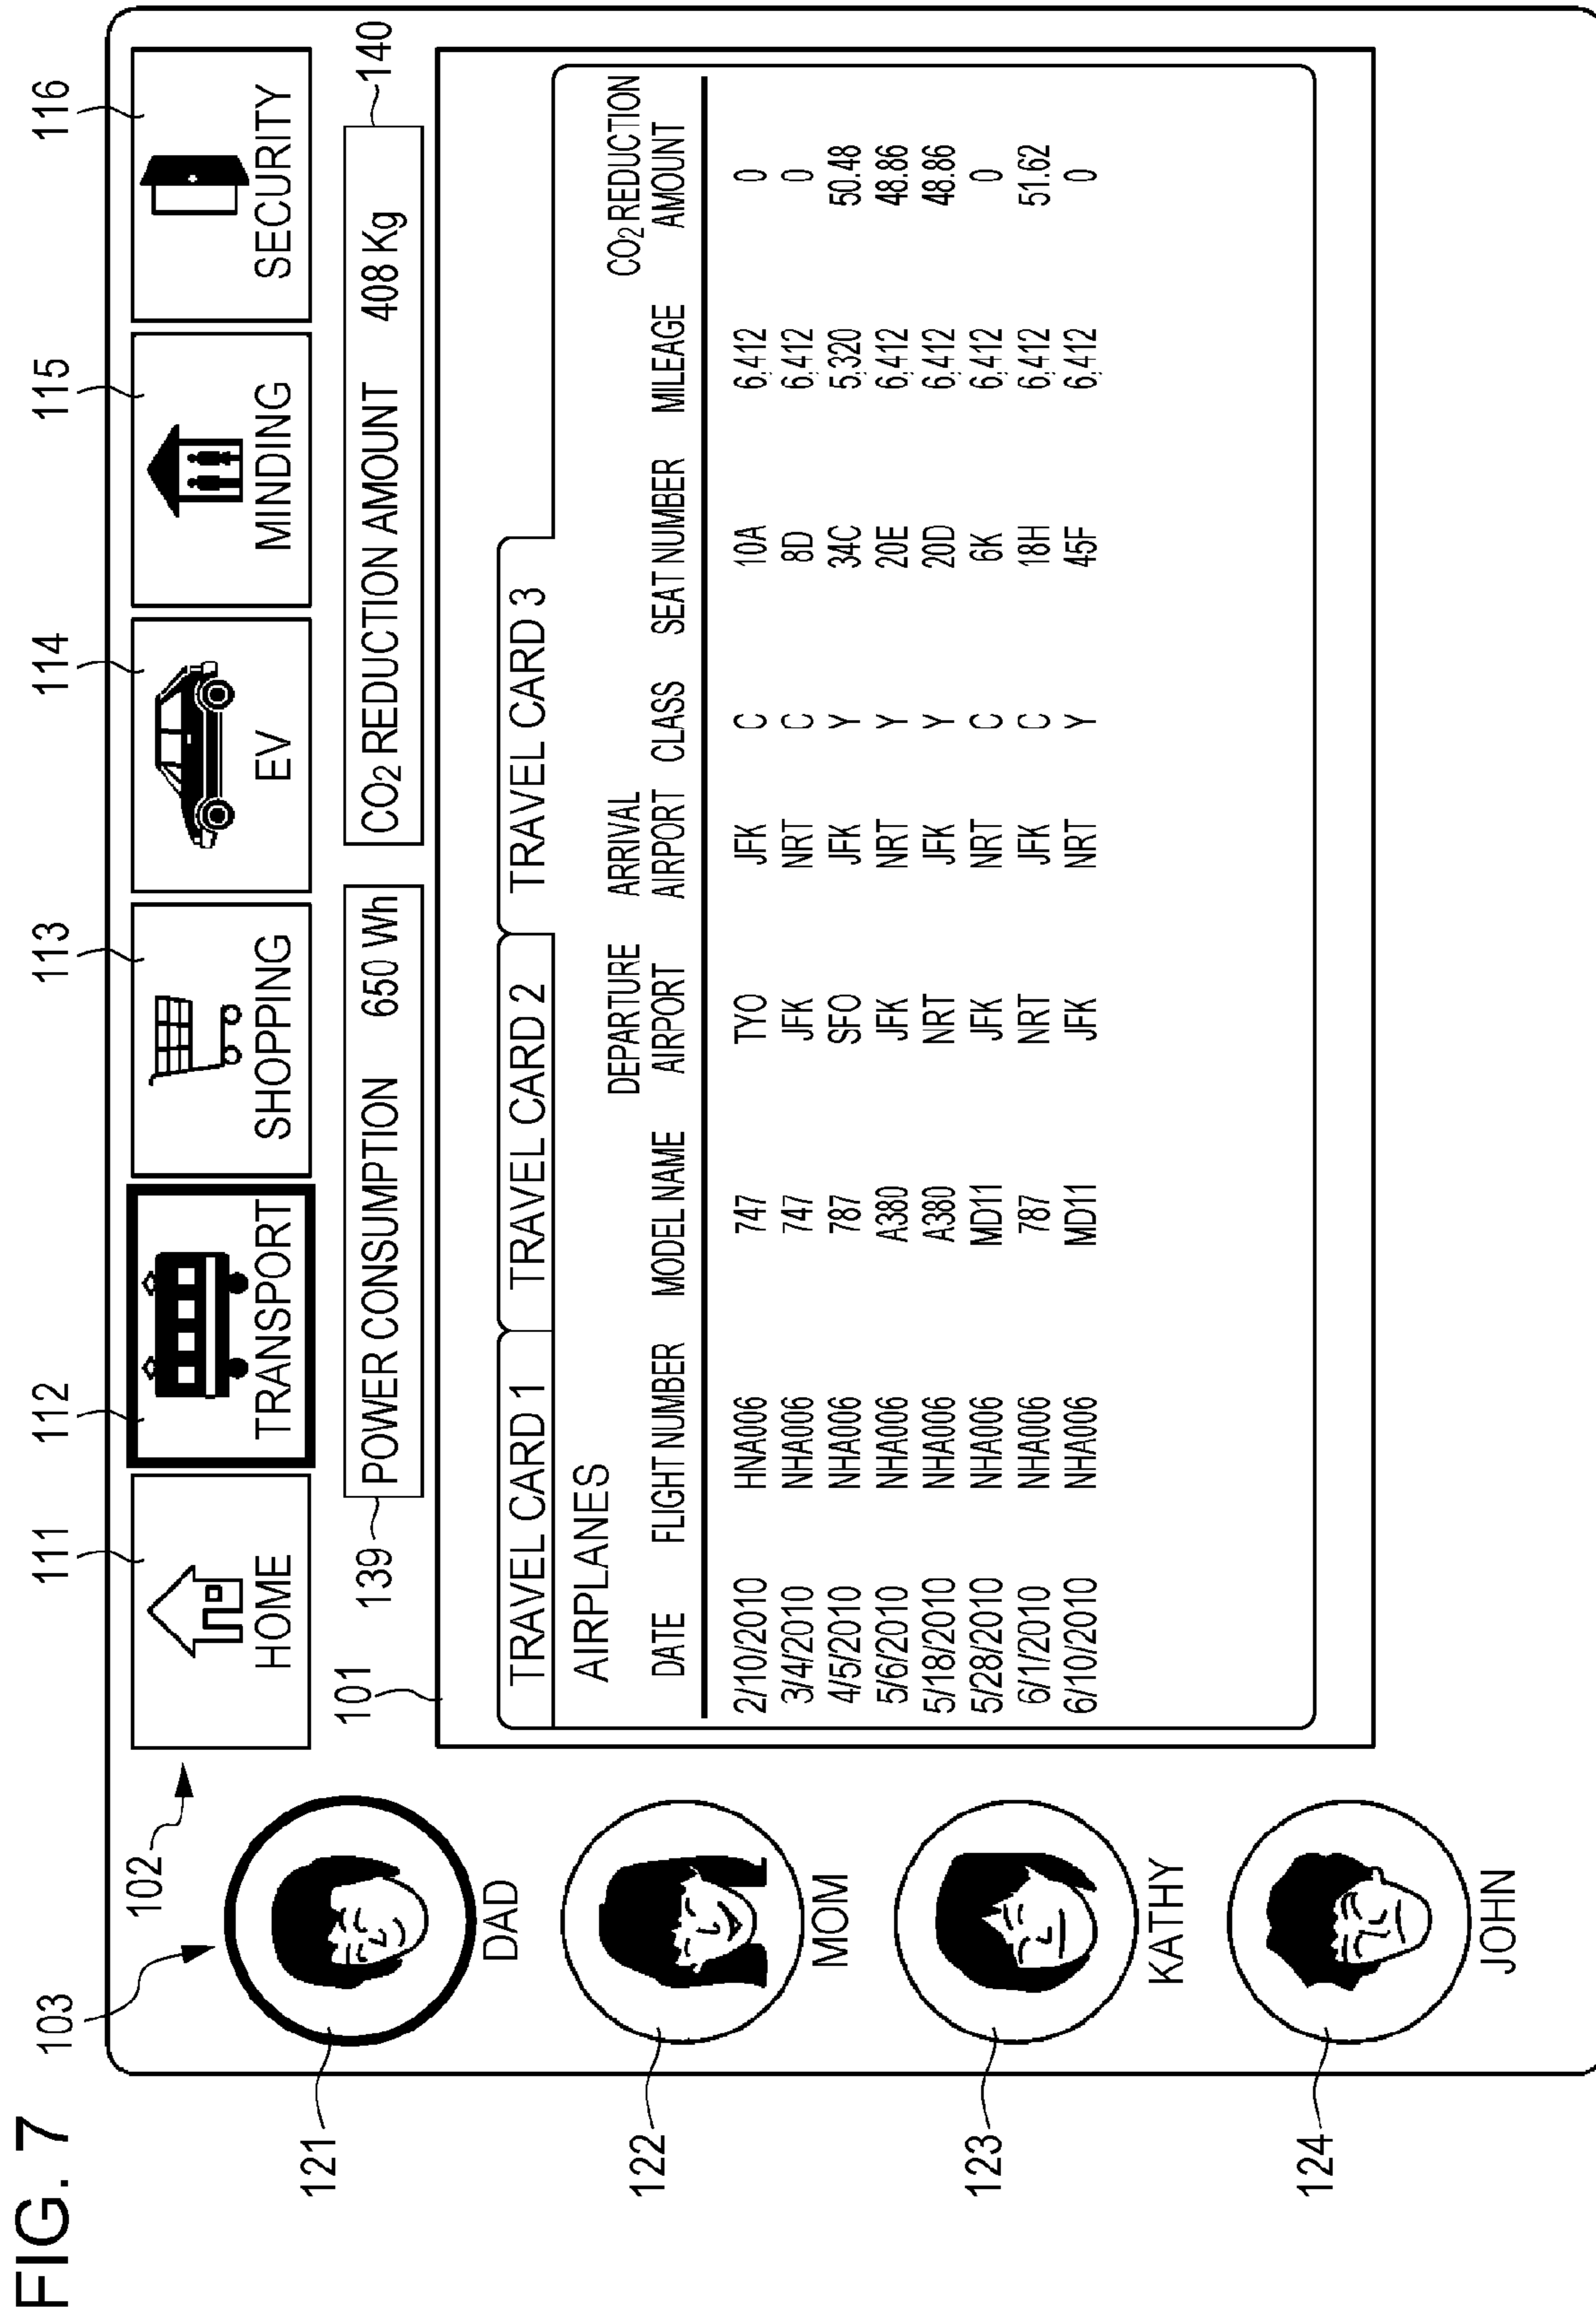 FIG. 7
111 112 113 114 115 116
HOME TRANSPORT SHOPPING EV MINDING SECURITY
102
103
101
139 POWER CONSUMPTION 650 Wh CO2 REDUCTION AMOUNT 408 Kg 140
TRAVEL CARD 1 TRAVEL CARD 2 TRAVEL CARD 3
AIRPLANES
DATE FLIGHT NUMBER MODEL NAME DEPARTURE AIRPORT ARRIVAL AIRPORT CLASS SEAT NUMBER MILEAGE CO2 REDUCTION AMOUNT
2/10/2010 HNA006 747 TYO JFK C 10A 6,412 0
3/4/2010 NHA006 747 JFK NRT C 8D 6,412 0
4/5/2010 NHA006 787 SFO JFK Y 34C 5,320 50.48
5/6/2010 NHA006 A380 JFK NRT Y 20E 6,412 48.86
5/18/2010 NHA006 A380 NRT JFK Y 20D 6,412 48.86
5/28/2010 NHA006 MD11 JFK NRT C 6K 6,412 0
6/1/2010 NHA006 787 NRT JFK C 18H 6,412 51.62
6/10/2010 NHA006 MD11 JFK NRT Y 45F 6,412 0
121 DAD
122 MOM
123 KATHY
124 JOHN